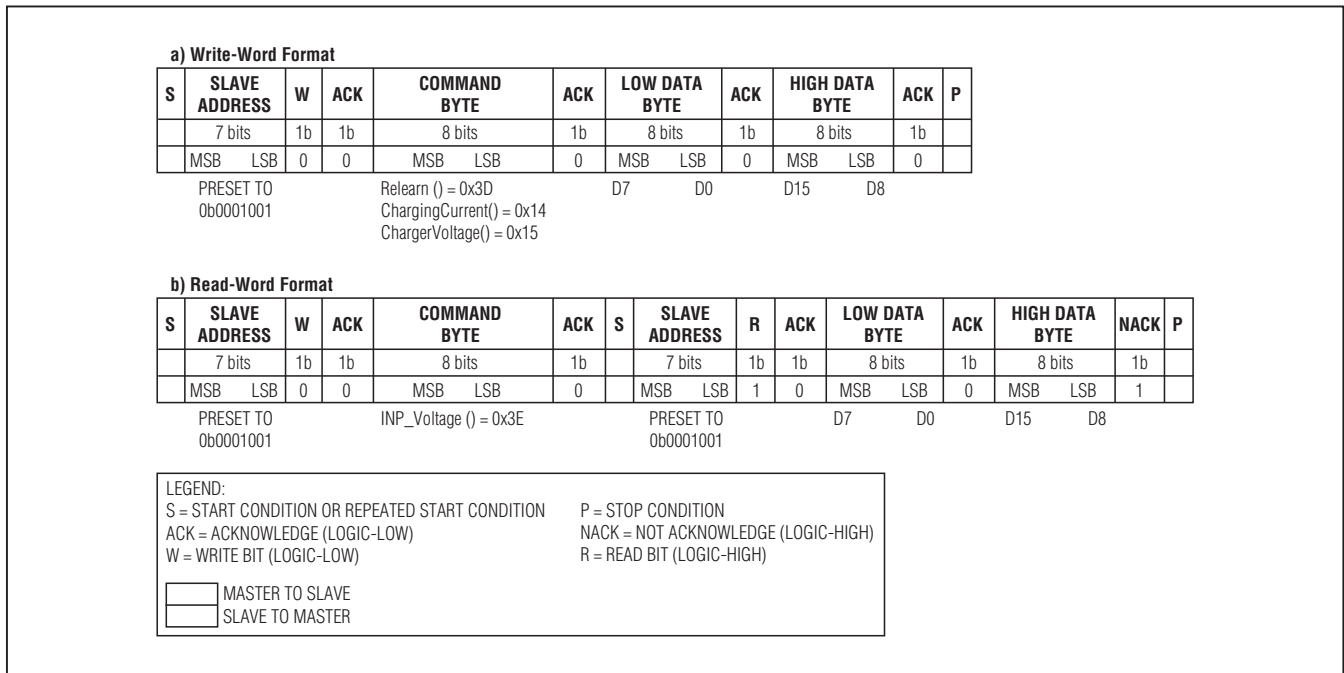 a) Write-Word Format
S SLAVE ADDRESS W ACK COMMAND BYTE ACK LOW DATA BYTE ACK HIGH DATA BYTE ACK P
7 bits 1b 1b 8 bits 1b 8 bits 1b 8 bits 1b
MSB LSB 0 0 MSB LSB 0 MSB LSB 0 MSB LSB 0
PRESET TO 0b0001001 Relearn () = 0x3D D7 D0 D15 D8
ChargingCurrent() = 0x14
ChargerVoltage() = 0x15
b) Read-Word Format
S SLAVE ADDRESS W ACK COMMAND BYTE ACK S SLAVE ADDRESS R ACK LOW DATA BYTE ACK HIGH DATA BYTE NACK P
7 bits 1b 1b 8 bits 1b 7 bits 1b 1b 8 bits 1b 8 bits 1b
MSB LSB 0 0 MSB LSB 0 MSB LSB 1 0 MSB LSB 0 MSB LSB 1
PRESET TO 0b0001001 INP_Voltage () = 0x3E PRESET TO 0b0001001 D7 D0 D15 D8
LEGEND:
S = START CONDITION OR REPEATED START CONDITION P = STOP CONDITION
ACK = ACKNOWLEDGE (LOGIC-LOW) NACK = NOT ACKNOWLEDGE (LOGIC-HIGH)
W = WRITE BIT (LOGIC-LOW) R = READ BIT (LOGIC-HIGH)
MASTER TO SLAVE
SLAVE TO MASTER